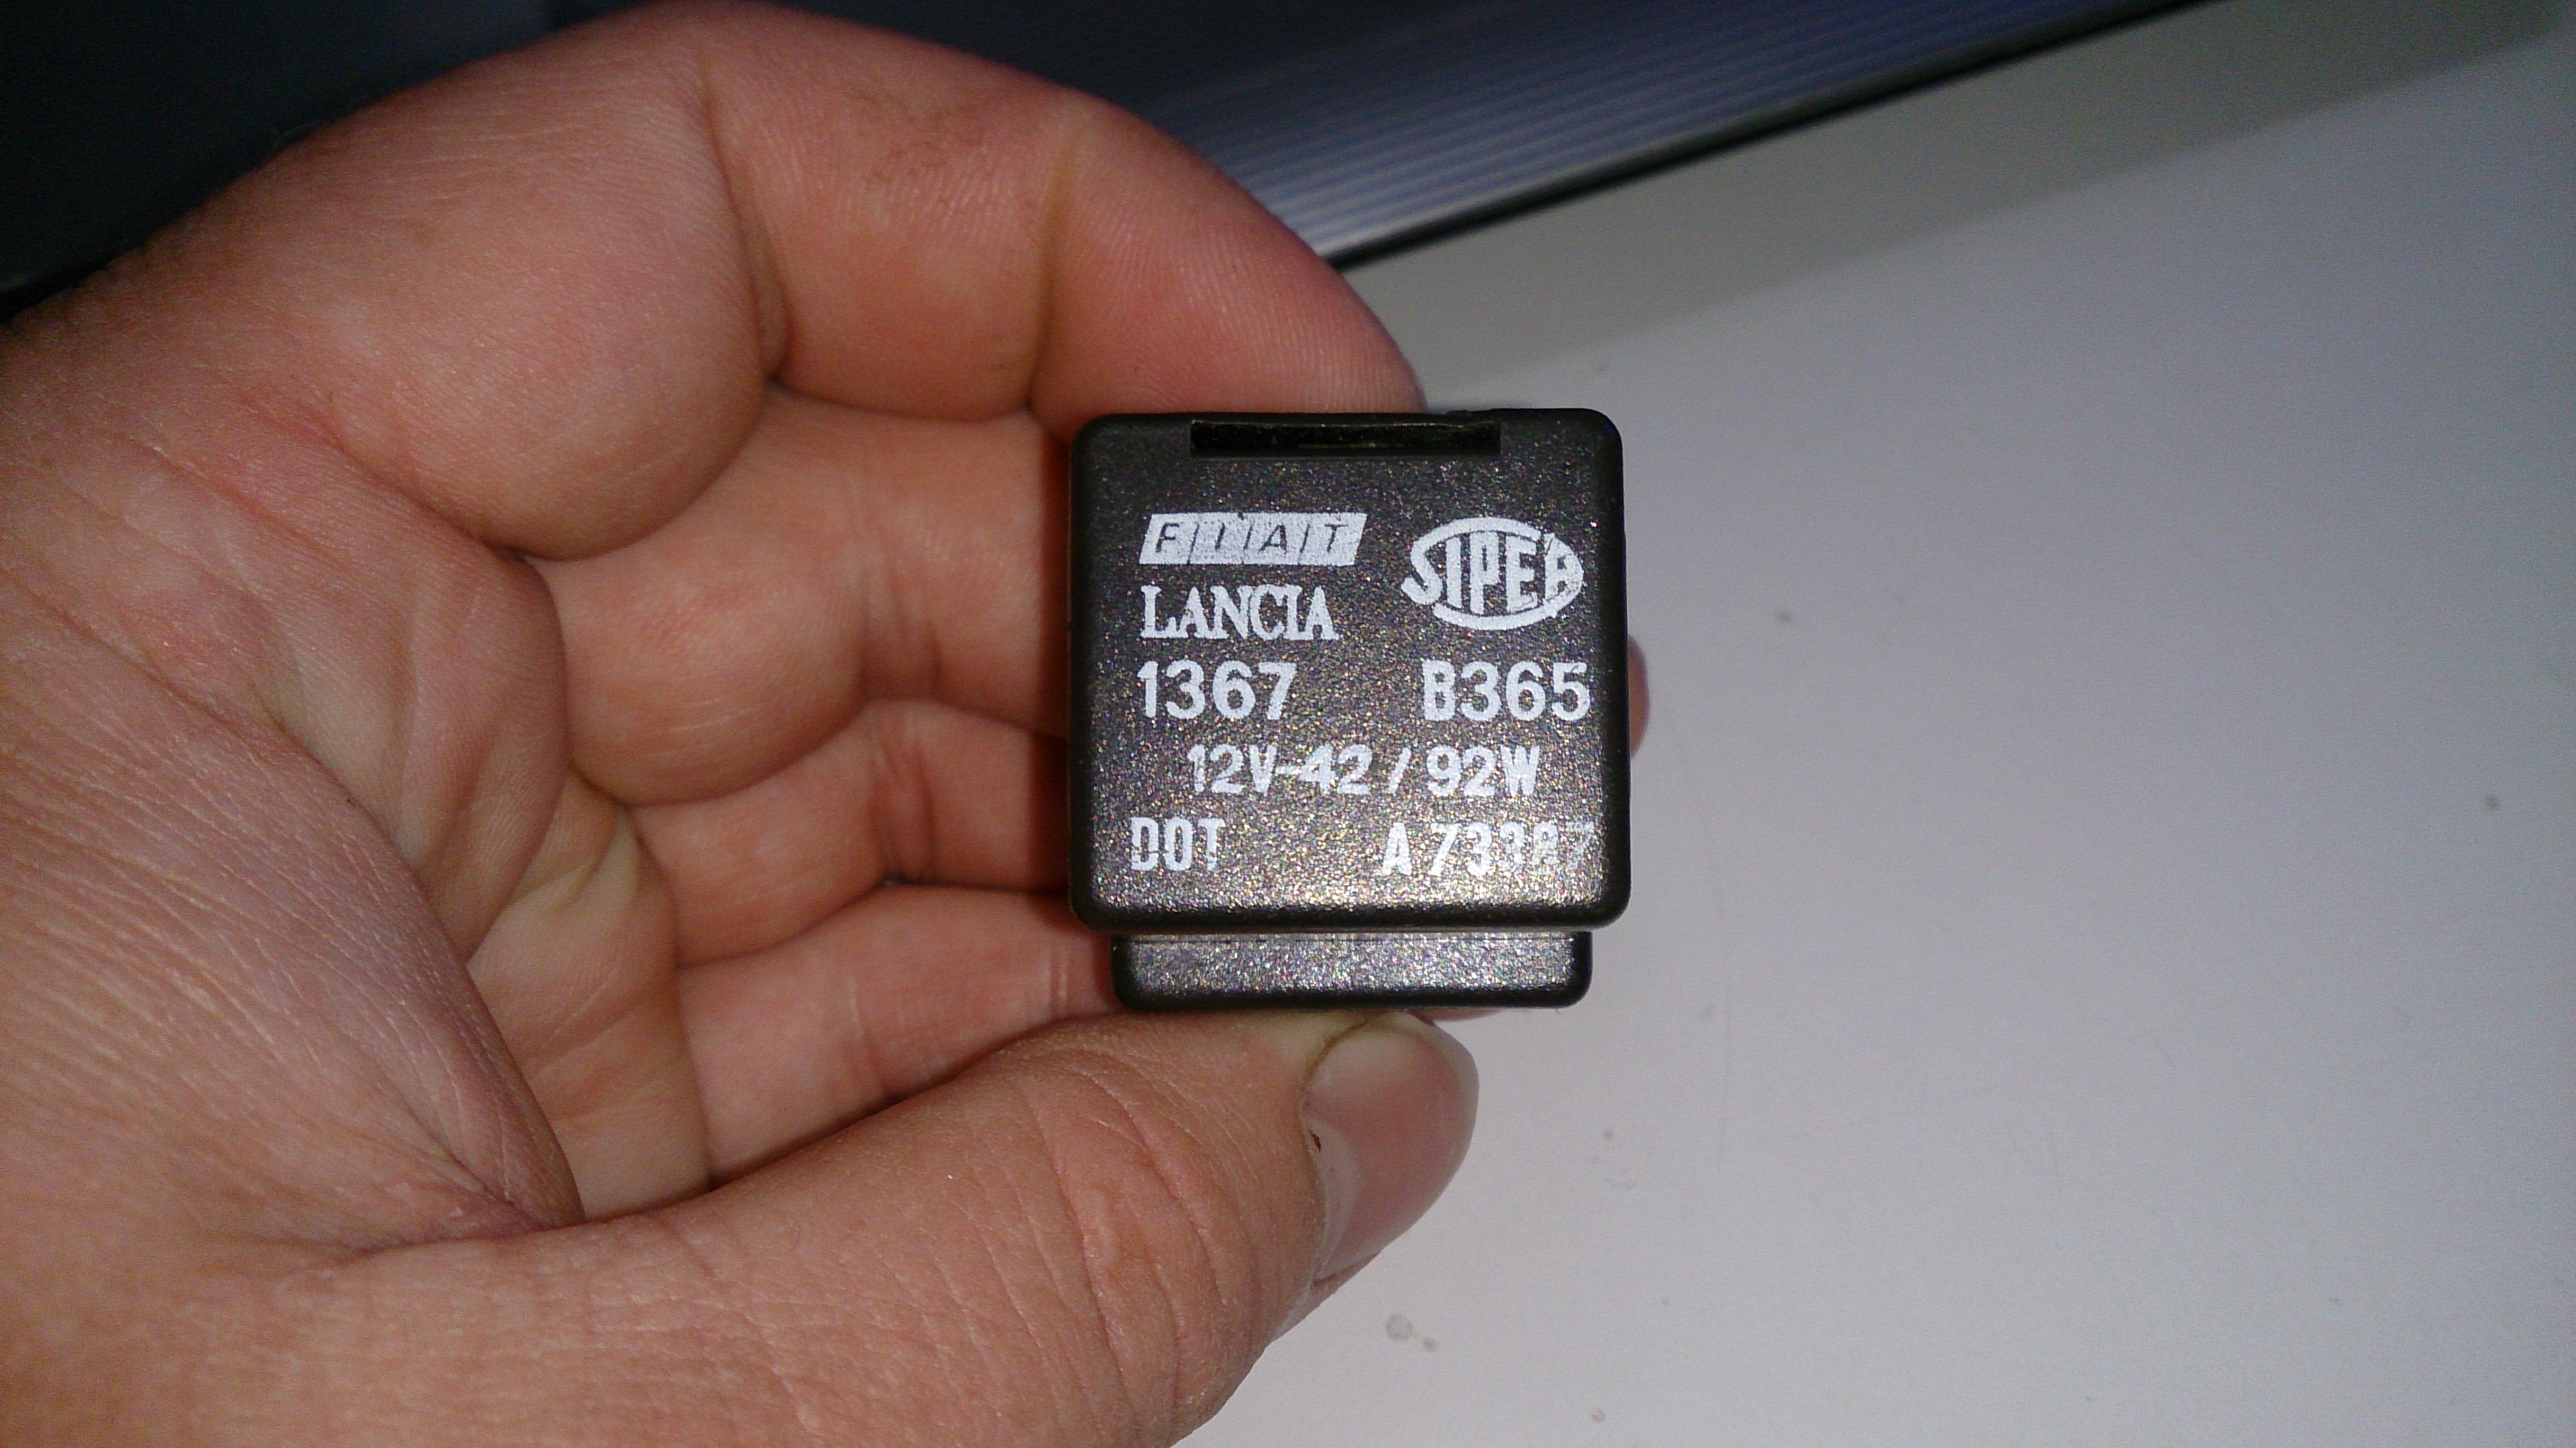 FIAT
SIPEA
LANCIA
1367 B365
12V-42/92W
DOT